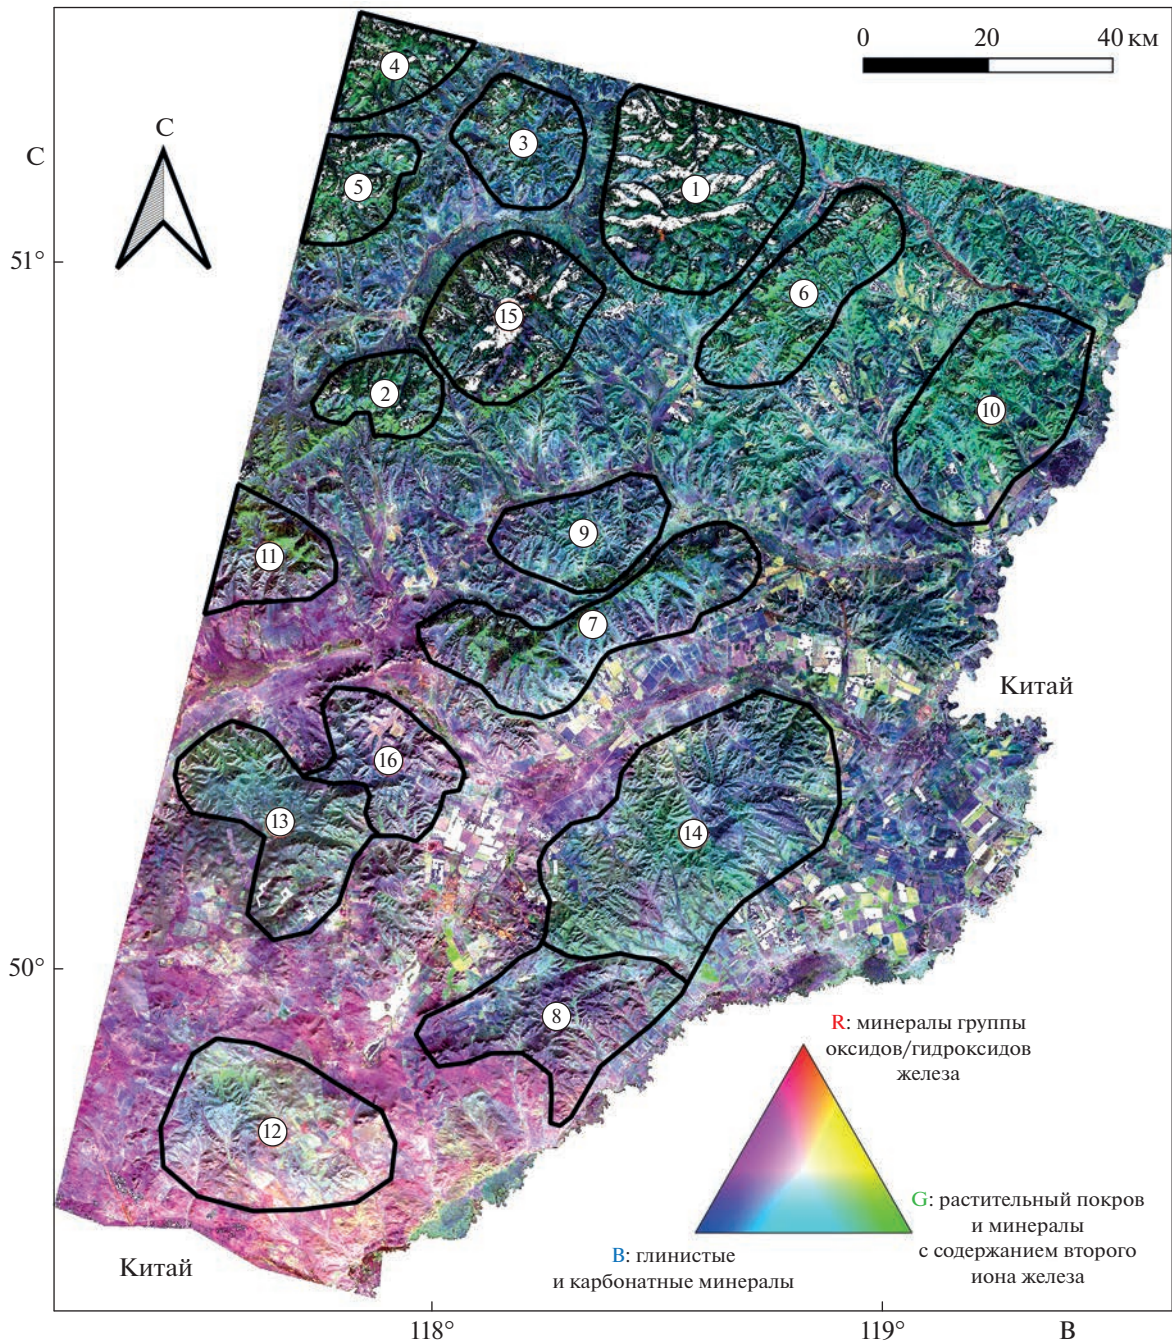 0 20 40 км
4
С
3
С
5
1
51°
6
15
2
10
9
11
7
Китай
16
13
14
50°
8
R: минералы группы
оксидов/гидроксидов
железа
12
G: растительный покров
и минералы
с содержанием второго
иона железа
B: глинистые
и карбонатные минералы
Китай
118° 119° В